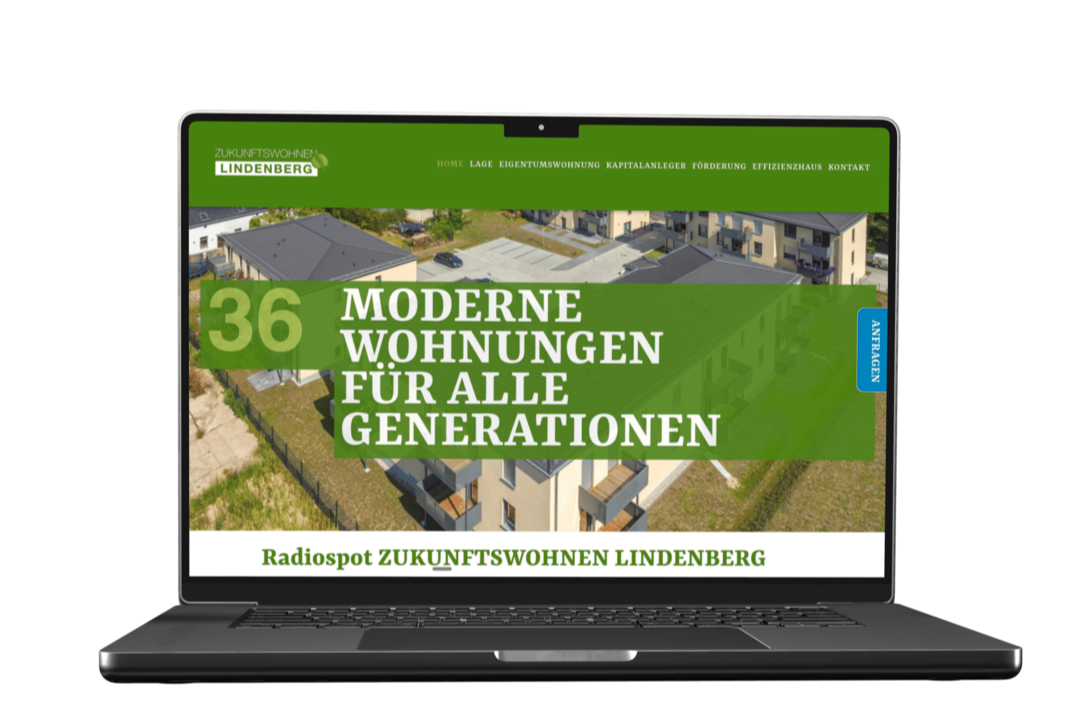 ZUKUNFTSWOHNEN
LINDENBERG
HOME LAGE EIGENTUMSWOHNUNG KAPITALANLEGER FÖRDERUNG EFFIZIENZHAUS KONTAKT
36
MODERNE
WOHNUNGEN
FÜR ALLE
GENERATIONEN
ANFRAGEN
Radiospot ZUKUNFTSWOHNEN LINDENBERG